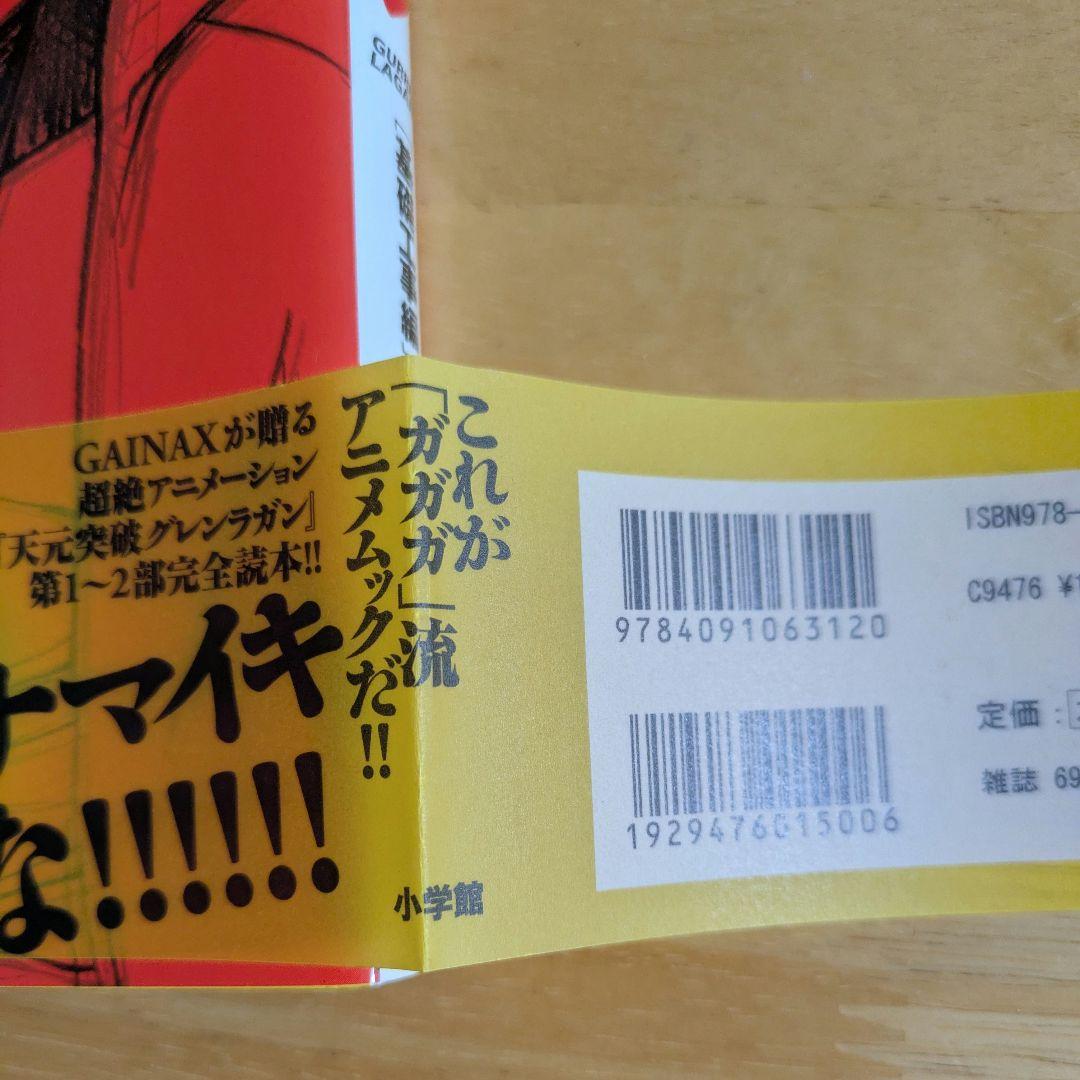 GURR
LAGA
〔基礎工事編
これが
「ガガガ」流
アニメムックだ!!
GAINAXが贈る
超絶アニメーション
『天元突破グレンラガン』
第1～2部完全読本!!
ナマイキ
な!!!!!!
小学館
9784091063120
1929476015006
ISBN978-
C9476 ¥1
定価:
雑誌 69